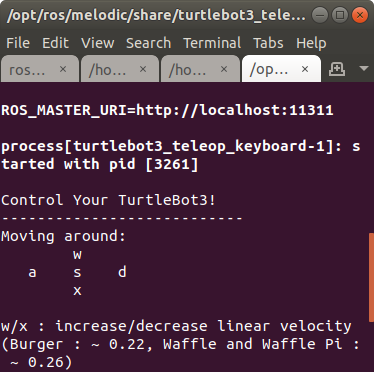 /opt/ros/melodic/share/turtlebot3_tele...
File Edit View Search Terminal Tabs Help
ros... × /ho... × /ho... × /op... ×
ROS_MASTER_URI=http://localhost:11311
process[turtlebot3_teleop_keyboard-1]: s
tarted with pid [3261]
Control Your TurtleBot3!
---------------------------
Moving around:
w
a s d
x
w/x : increase/decrease linear velocity
(Burger : ~ 0.22, Waffle and Waffle Pi :
~ 0.26)